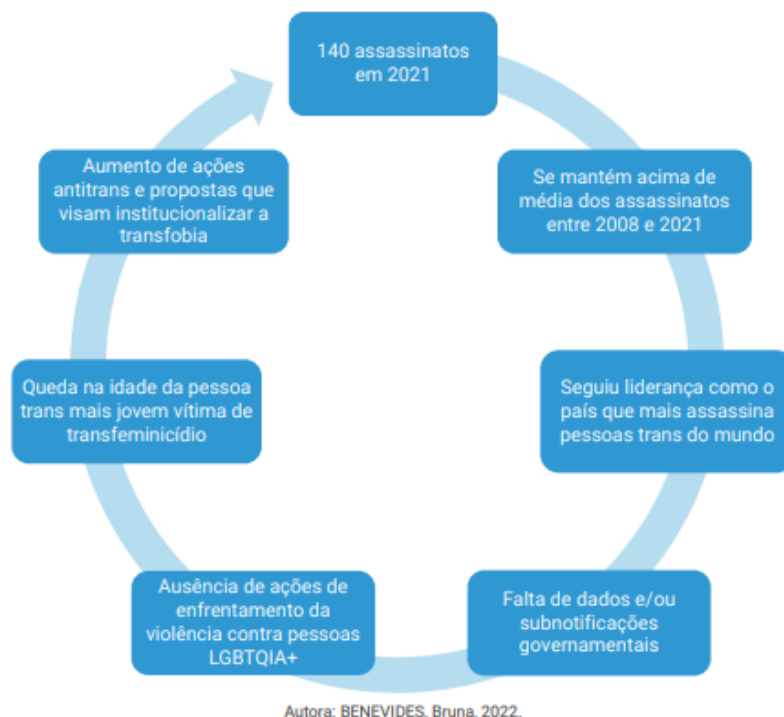 140 assassinatos
em 2021
Se mantém acima de
média dos assassinatos
entre 2008 e 2021
Seguiu liderança como o
país que mais assassina
pessoas trans do mundo
Falta de dados e/ou
subnotificações
governamentais
Ausência de ações de
enfrentamento da
violência contra pessoas
LGBTQIA+
Queda na idade da pessoa
trans mais jovem vítima de
transfeminicídio
Aumento de ações
antitrans e propostas que
visam institucionalizar a
transfobia
Autora: BENEVIDES, Bruna, 2022.